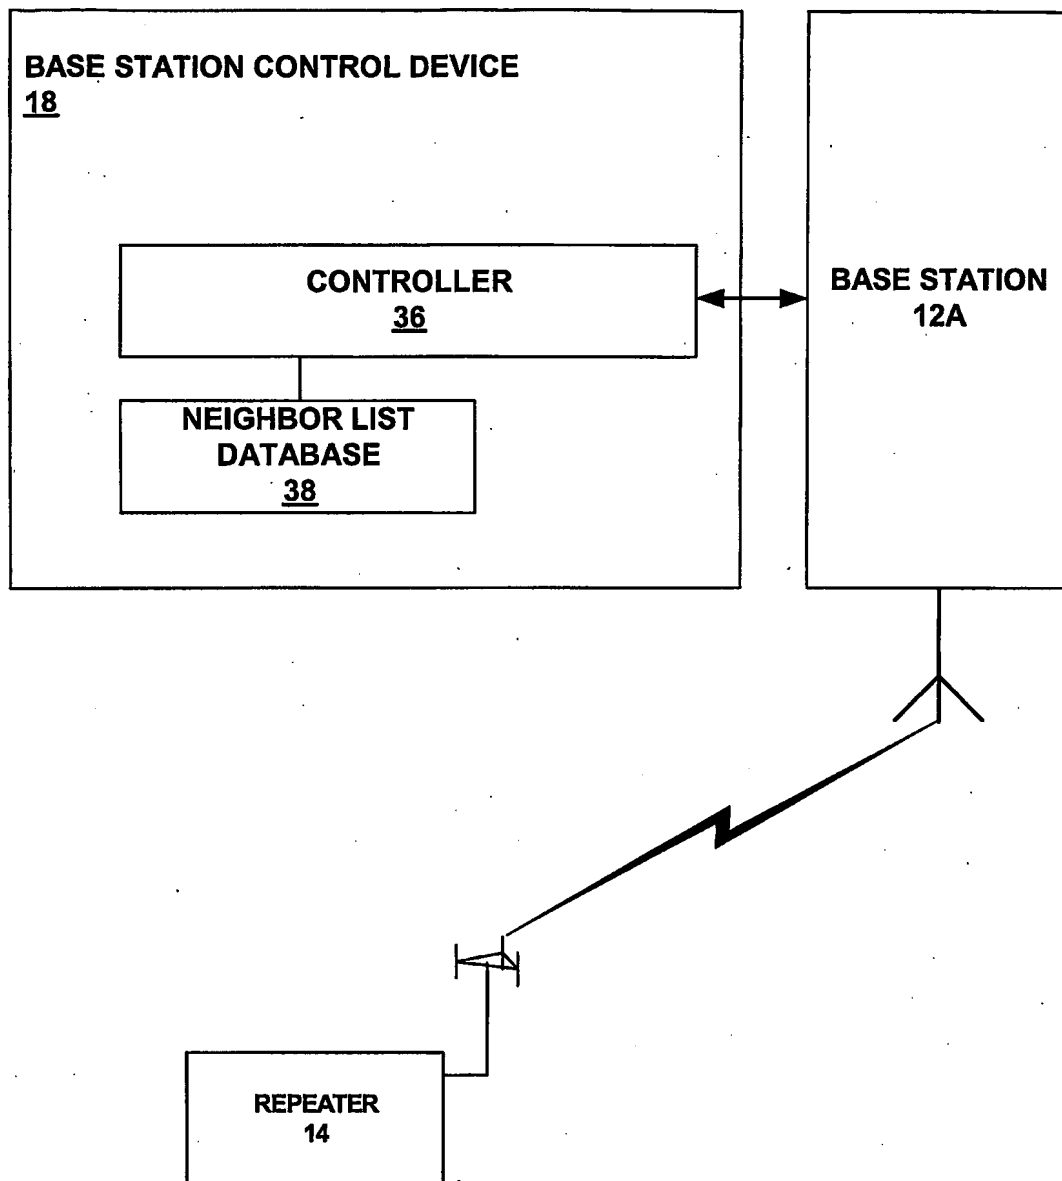 BASE STATION CONTROL DEVICE
18
CONTROLLER
36
BASE STATION
12A
NEIGHBOR LIST
DATABASE
38
REPEATER
14